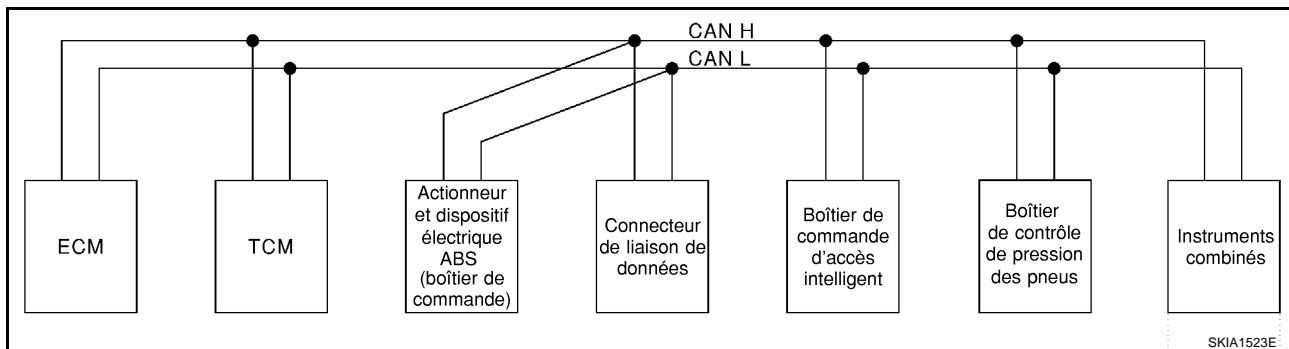 CAN H
CAN L
ECM
TCM
Actionneur
et dispositif
électrique
ABS
(boîtier de
commande)
Connecteur
de liaison de
données
Boîtier de
commande
d'accès
intelligent
Boîtier
de contrôle
de pression
des pneus
Instruments
combinés
SKIA1523E